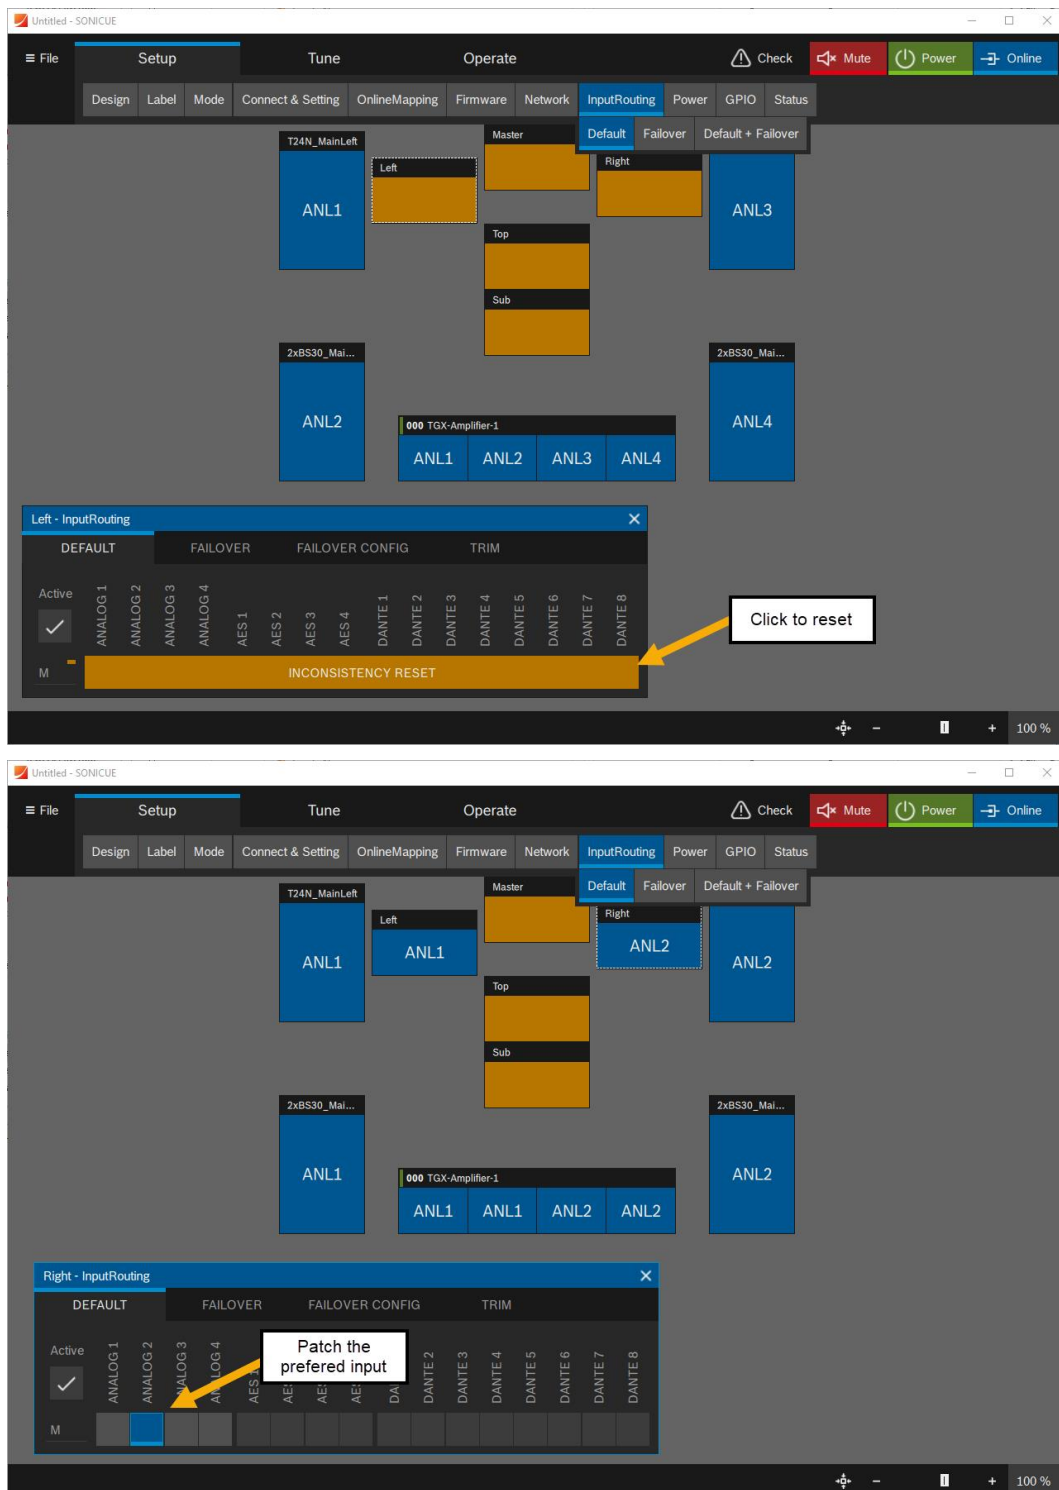 Untitled - SONICUE
≡ File Setup Tune Operate Check Mute Power Online
Design Label Mode Connect & Setting OnlineMapping Firmware Network InputRouting Power GPIO Status
Default Failover Default + Failover
T24N_MainLeft
Master
Left
Right
ANL1
ANL3
Top
Sub
2xBS30_Mai...
2xBS30_Mai...
ANL2
ANL4
000 TGX-Amplifier-1
ANL1 ANL2 ANL3 ANL4
Left - InputRouting
DEFAULT FAILOVER FAILOVER CONFIG TRIM
Active
ANALOG 1
ANALOG 2
ANALOG 3
ANALOG 4
AES 1
AES 2
AES 3
AES 4
DANTE 1
DANTE 2
DANTE 3
DANTE 4
DANTE 5
DANTE 6
DANTE 7
DANTE 8
Click to reset
M INCONSISTENCY RESET
100 %
Untitled - SONICUE
≡ File Setup Tune Operate Check Mute Power Online
Design Label Mode Connect & Setting OnlineMapping Firmware Network InputRouting Power GPIO Status
Default Failover Default + Failover
T24N_MainLeft
Master
Left
Right
ANL1
ANL1
ANL2
ANL2
Top
Sub
2xBS30_Mai...
2xBS30_Mai...
ANL1
ANL2
000 TGX-Amplifier-1
ANL1 ANL1 ANL2 ANL2
Right - InputRouting
DEFAULT FAILOVER FAILOVER CONFIG TRIM
Active
ANALOG 1
ANALOG 2
ANALOG 3
ANALOG 4
Patch the
prefered input
DANTE 2
DANTE 3
DANTE 4
DANTE 5
DANTE 6
DANTE 7
DANTE 8
M
100 %